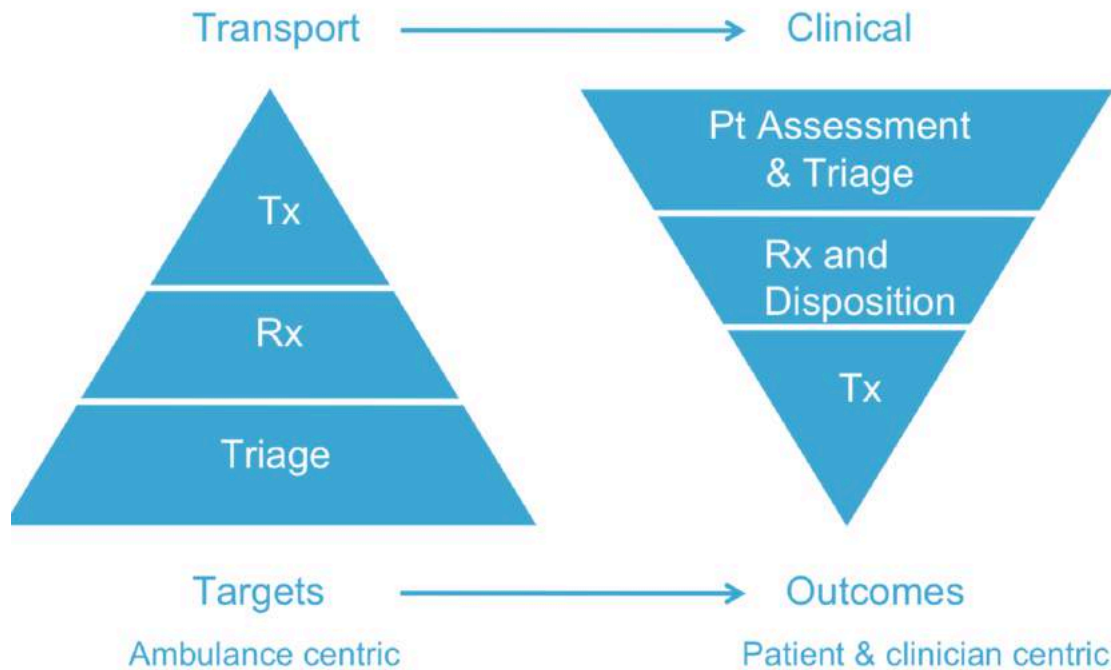 Transport
Clinical
Tx
Rx
Triage
Pt Assessment
& Triage
Rx and
Disposition
Tx
Targets
Outcomes
Ambulance centric
Patient & clinician centric